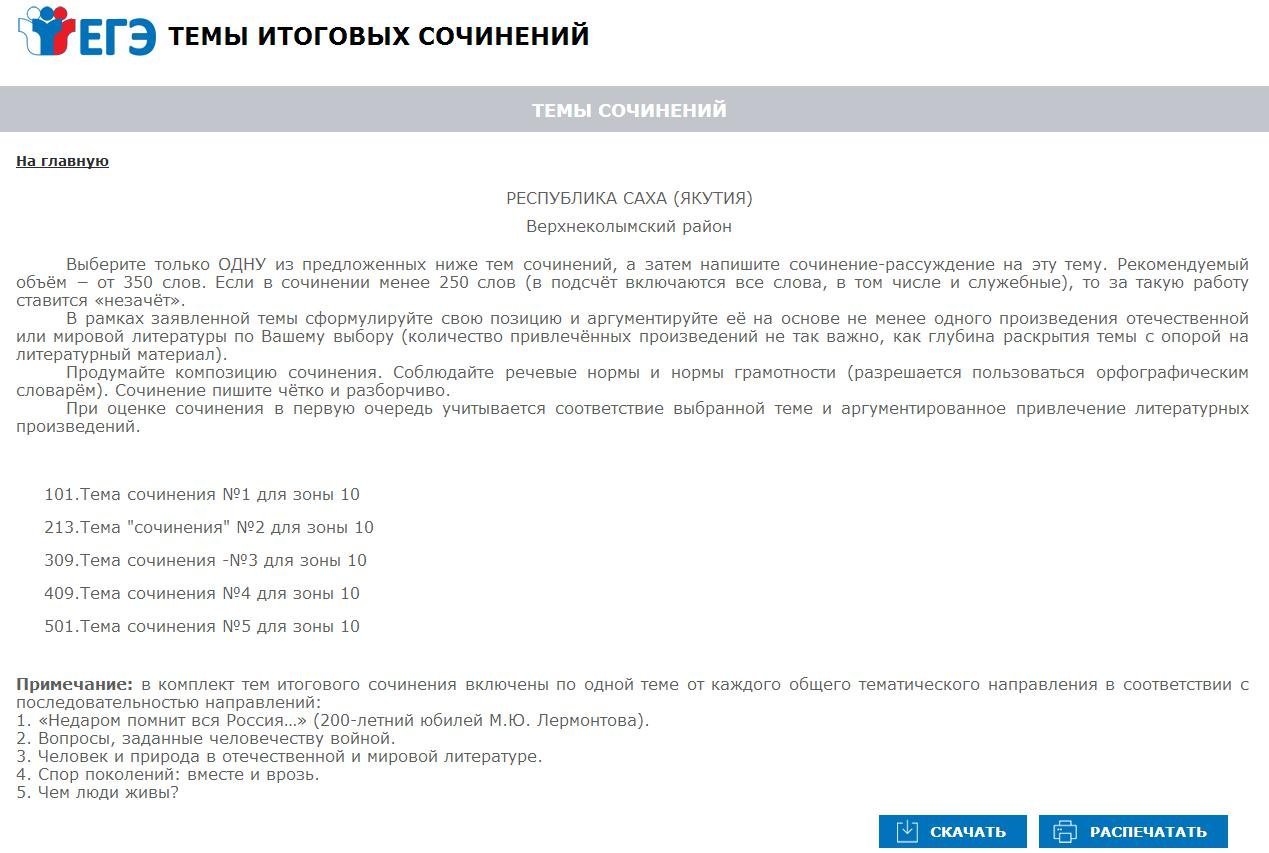 ЕГЭ ТЕМЫ ИТОГОВЫХ СОЧИНЕНИЙ
ТЕМЫ СОЧИНЕНИЙ
На главную
РЕСПУБЛИКА САХА (ЯКУТИЯ)
Верхнеколымский район
Выберите только ОДНУ из предложенных ниже тем сочинений, а затем напишите сочинение-рассуждение на эту тему. Рекомендуемый
объём − от 350 слов. Если в сочинении менее 250 слов (в подсчёт включаются все слова, в том числе и служебные), то за такую работу
ставится «незачёт».
В рамках заявленной темы сформулируйте свою позицию и аргументируйте её на основе не менее одного произведения отечественной
или мировой литературы по Вашему выбору (количество привлечённых произведений не так важно, как глубина раскрытия темы с опорой на
литературный материал).
Продумайте композицию сочинения. Соблюдайте речевые нормы и нормы грамотности (разрешается пользоваться орфографическим
словарём). Сочинение пишите чётко и разборчиво.
При оценке сочинения в первую очередь учитывается соответствие выбранной теме и аргументированное привлечение литературных
произведений.
101.Тема сочинения №1 для зоны 10
213.Тема "сочинения" №2 для зоны 10
309.Тема сочинения -№3 для зоны 10
409.Тема сочинения №4 для зоны 10
501.Тема сочинения №5 для зоны 10
Примечание: в комплект тем итогового сочинения включены по одной теме от каждого общего тематического направления в соответствии с
последовательностью направлений:
1. «Недаром помнит вся Россия…» (200-летний юбилей М.Ю. Лермонтова).
2. Вопросы, заданные человечеству войной.
3. Человек и природа в отечественной и мировой литературе.
4. Спор поколений: вместе и врозь.
5. Чем люди живы?
СКАЧАТЬ РАСПЕЧАТАТЬ